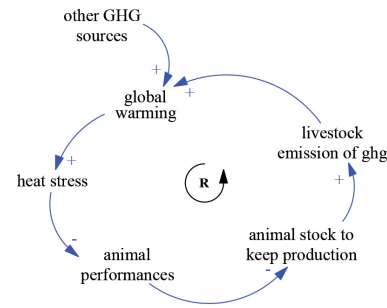 other GHG
sources
+
+
global
warming
+
heat stress
-
animal
performances
-
animal stock to
keep production
+
livestock
emission of ghg
R